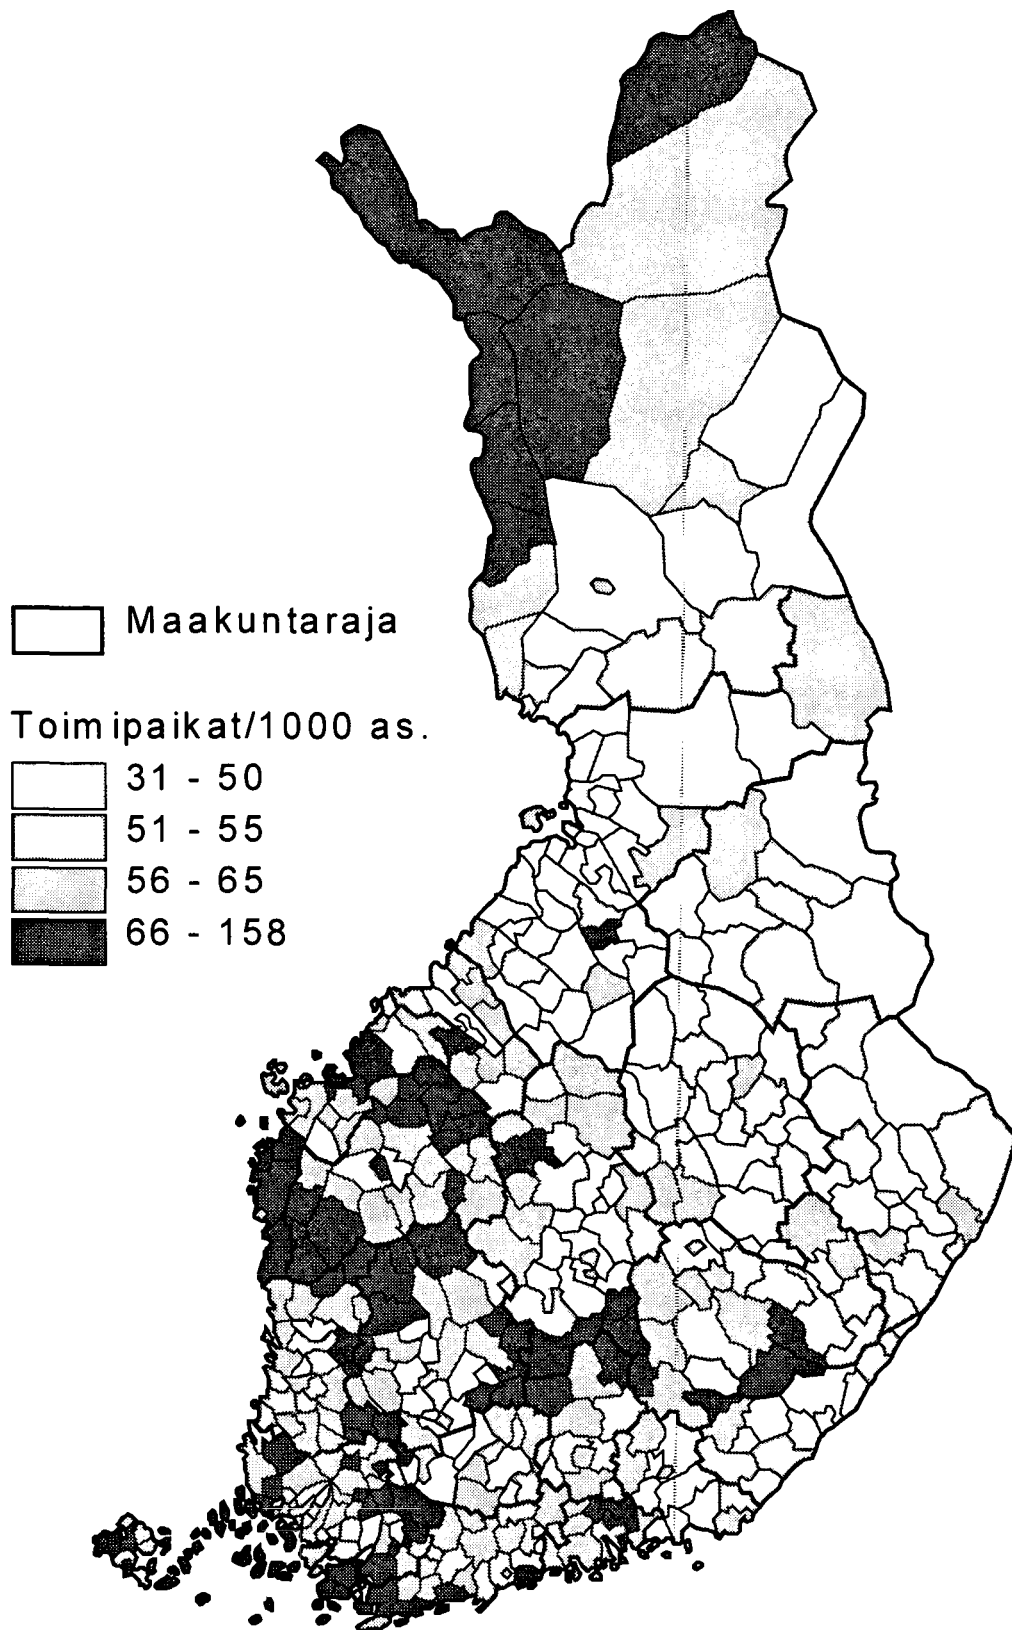 Maakuntaraja
Toimipaikat/1000 as.
31 - 50
51 - 55
56 - 65
66 - 158